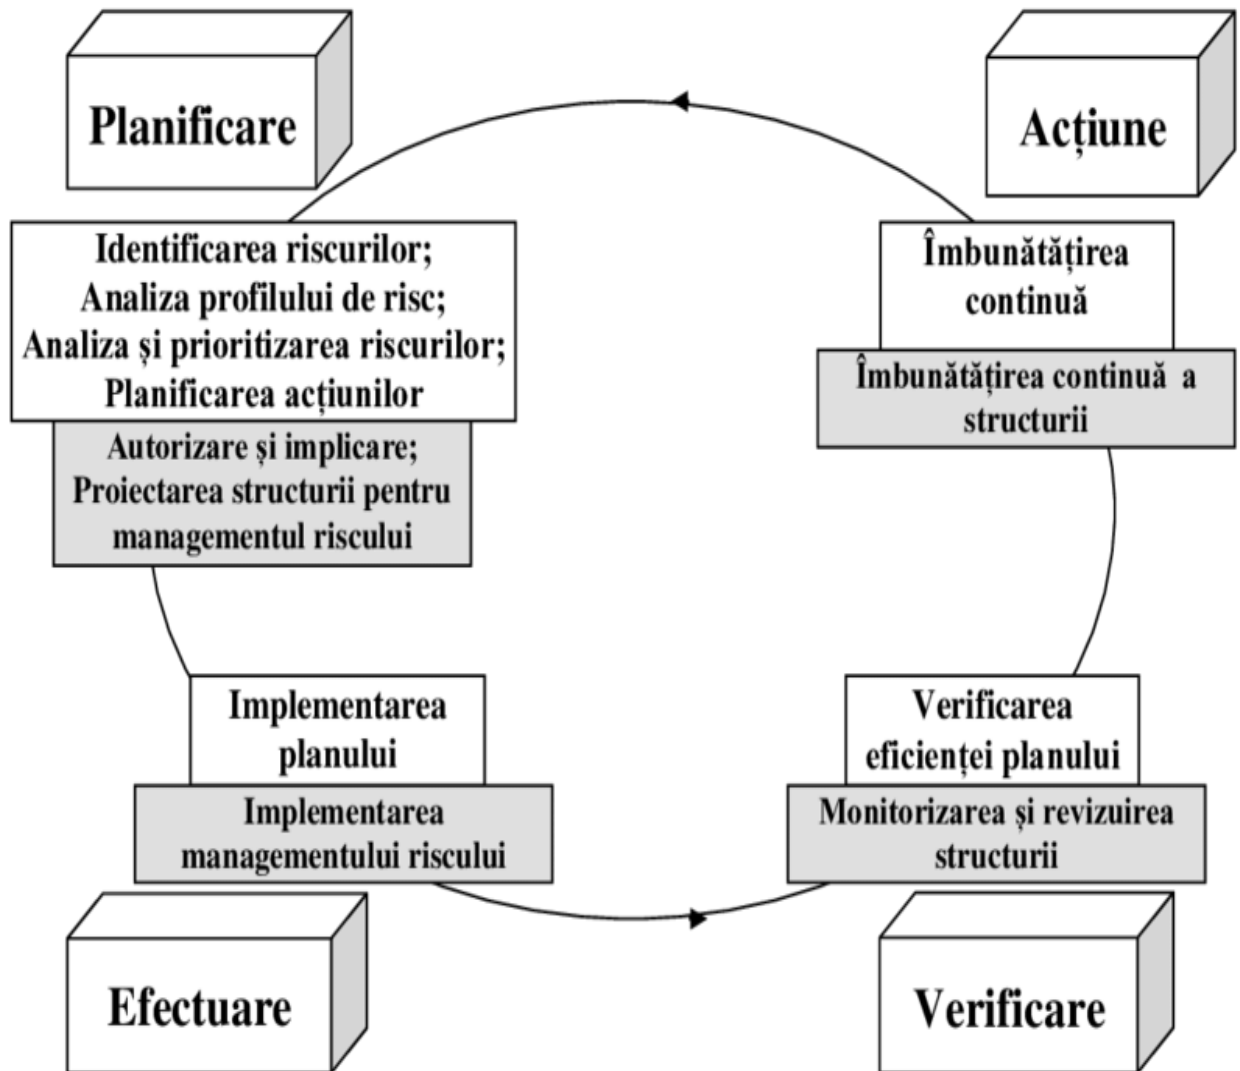 Planificare
Identificarea riscurilor;
Analiza profilului de risc;
Analiza și prioritizarea riscurilor;
Planificarea acțiunilor
Autorizare și implicare;
Proiectarea structurii pentru
managementul riscului
Acțiune
Îmbunătățirea
continuă
Îmbunătățirea continuă a
structurii
Implementarea
planului
Implementarea
managementului riscului
Efectuare
Verificarea
eficienței planului
Monitorizarea și revizuirea
structurii
Verificare